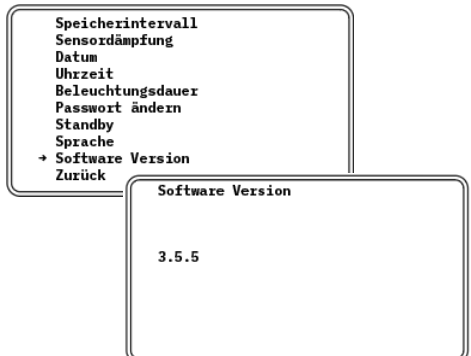 Speicherintervall
Sensordämpfung
Datum
Uhrzeit
Beleuchtungsdauer
Passwort ändern
Standby
Sprache
→ Software Version
Zurück
Software Version
3.5.5